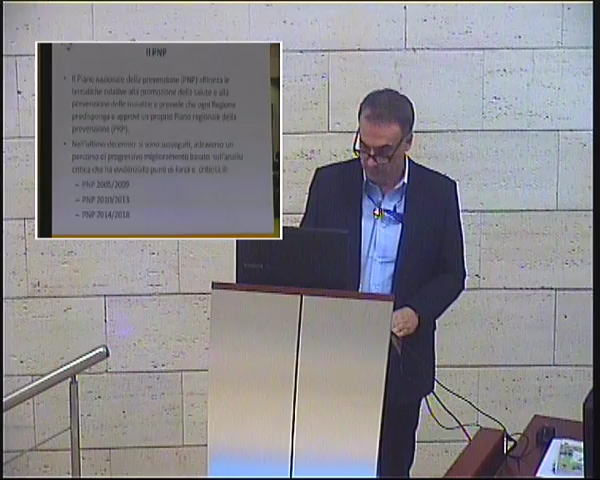 Il PNP
• Il Piano nazionale della prevenzione (PNP) affronta le
tematiche relative alla promozione della salute e alla
prevenzione delle malattie e prevede che ogni Regione
predisponga e approvi un proprio Piano regionale della
prevenzione (PRP).
• Nell'ultimo decennio si sono susseguiti, attraverso un
percorso di progressivo miglioramento basato sull'analisi
critica che ha evidenziato punti di forza e criticità il:
– PNP 2005/2009
– PNP 2010/2013
– PNP 2014/2018